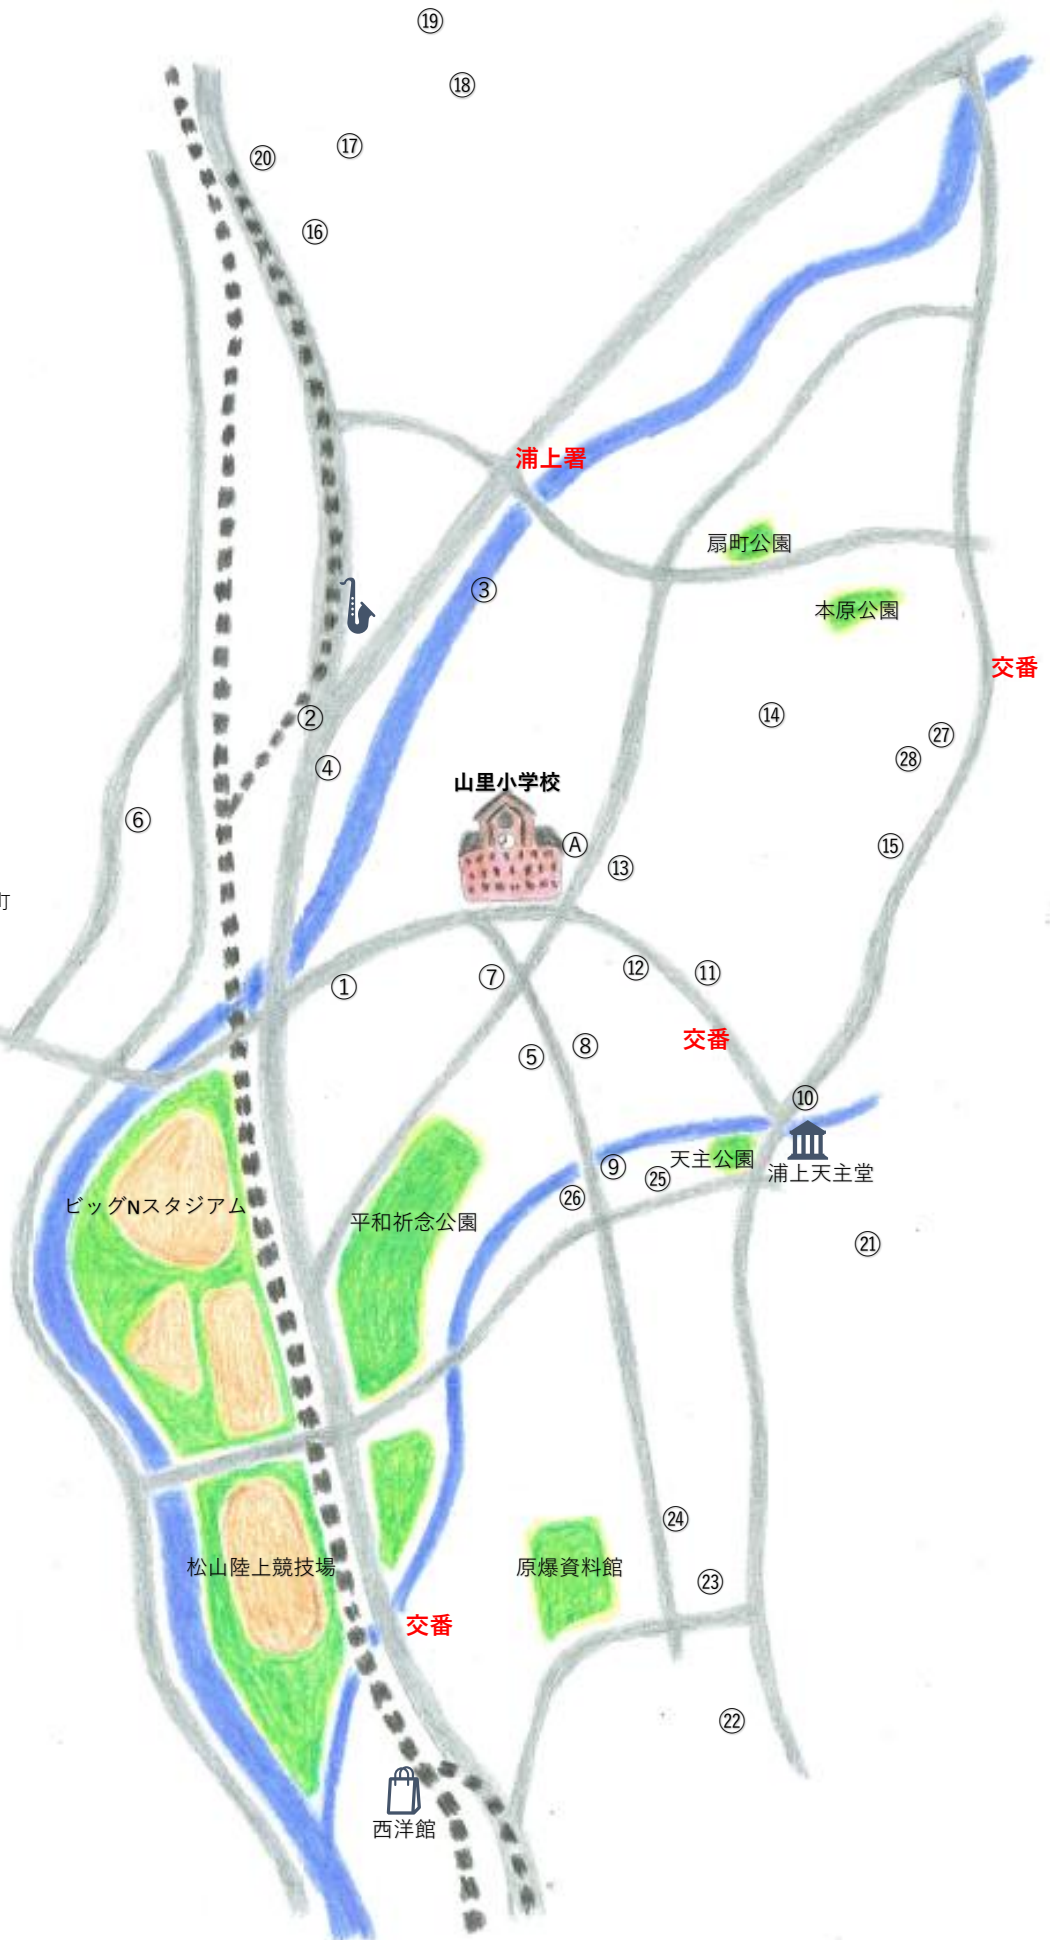 ⑲
⑱
⑰
⑳
⑯
浦上署
扇町公園
③
本原公園
交番
⑭
②
㉗
㉘
④
山里小学校
⑥
Ⓐ
⑮
⑬
町
⑫
⑪
⑦
①
交番
⑧
⑤
⑩
天主公園
⑨
浦上天主堂
㉕
㉖
ビッグNスタジアム
平和祈念公園
㉑
㉔
松山陸上競技場
原爆資料館
㉓
交番
㉒
西洋館